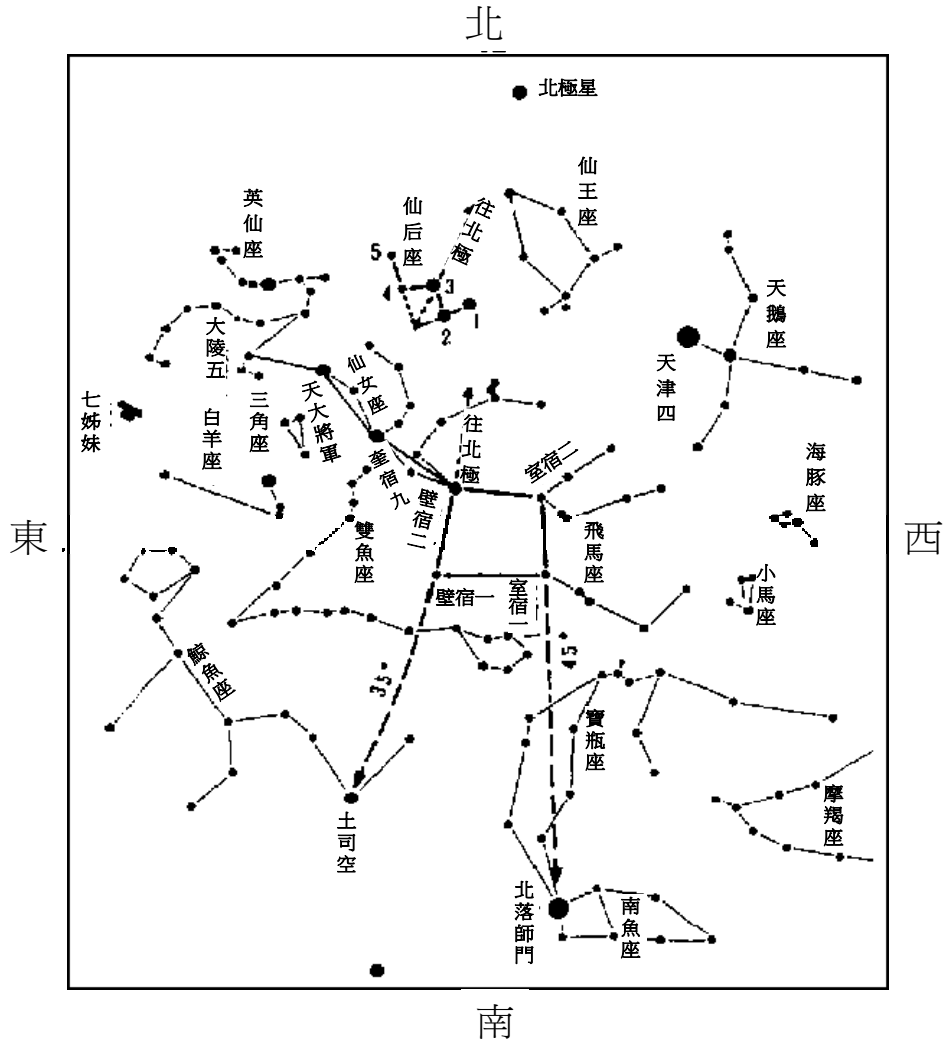 北
北極星
仙王座
往北極
仙后座
英仙座
5
4
3
2
1
天鵝座
天津四
大陵五
仙女座
天大將軍
三角座
白羊座
七姊妹
往北極
奎宿九
壁宿二
室宿二
海豚座
東
西
雙魚座
飛馬座
小馬座
壁宿一
室宿一
鯨魚座
35°
45
寶瓶座
摩羯座
土司空
北落師門
南魚座
南